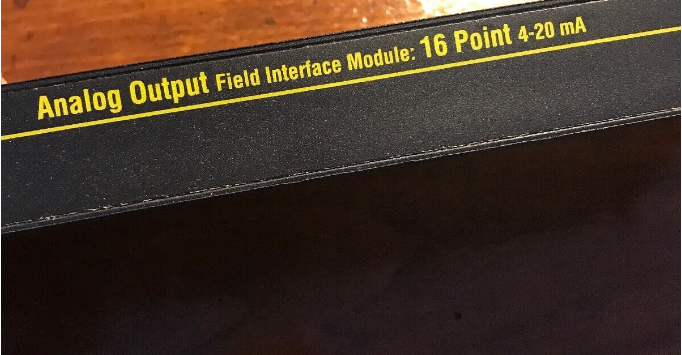 Analog Output Field Interface Module: 16 Point 4-20 mA